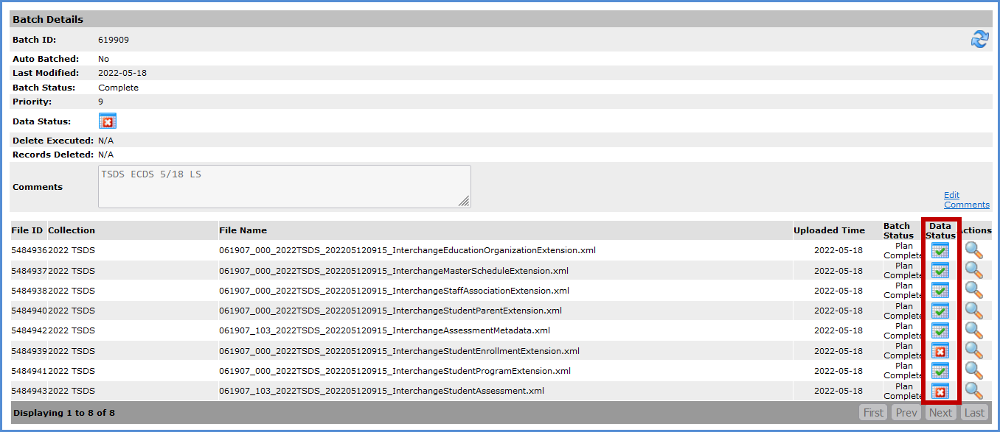 Batch Details
Batch ID: 619909
Auto Batched: No
Last Modified: 2022-05-18
Batch Status: Complete
Priority: 9
Data Status:
Delete Executed: N/A
Records Deleted: N/A
Comments TSDS ECDS 5/18 LS
Edit Comments
File ID Collection File Name Uploaded Time Batch Status Data Status Actions
5484936 2022 TSDS 061907_000_2022TSDS_202205120915_InterchangeEducationOrganizationExtension.xml 2022-05-18 Plan Complete
5484937 2022 TSDS 061907_000_2022TSDS_202205120915_InterchangeMasterScheduleExtension.xml 2022-05-18 Plan Complete
5484938 2022 TSDS 061907_000_2022TSDS_202205120915_InterchangeStaffAssociationExtension.xml 2022-05-18 Plan Complete
5484940 2022 TSDS 061907_000_2022TSDS_202205120915_InterchangeStudentParentExtension.xml 2022-05-18 Plan Complete
5484942 2022 TSDS 061907_103_2022TSDS_202205120915_InterchangeAssessmentMetadata.xml 2022-05-18 Plan Complete
5484939 2022 TSDS 061907_000_2022TSDS_202205120915_InterchangeStudentEnrollmentExtension.xml 2022-05-18 Plan Complete
5484941 2022 TSDS 061907_000_2022TSDS_202205120915_InterchangeStudentProgramExtension.xml 2022-05-18 Plan Complete
5484943 2022 TSDS 061907_103_2022TSDS_202205120915_InterchangeStudentAssessment.xml 2022-05-18 Plan Complete
Displaying 1 to 8 of 8 First Prev Next Last